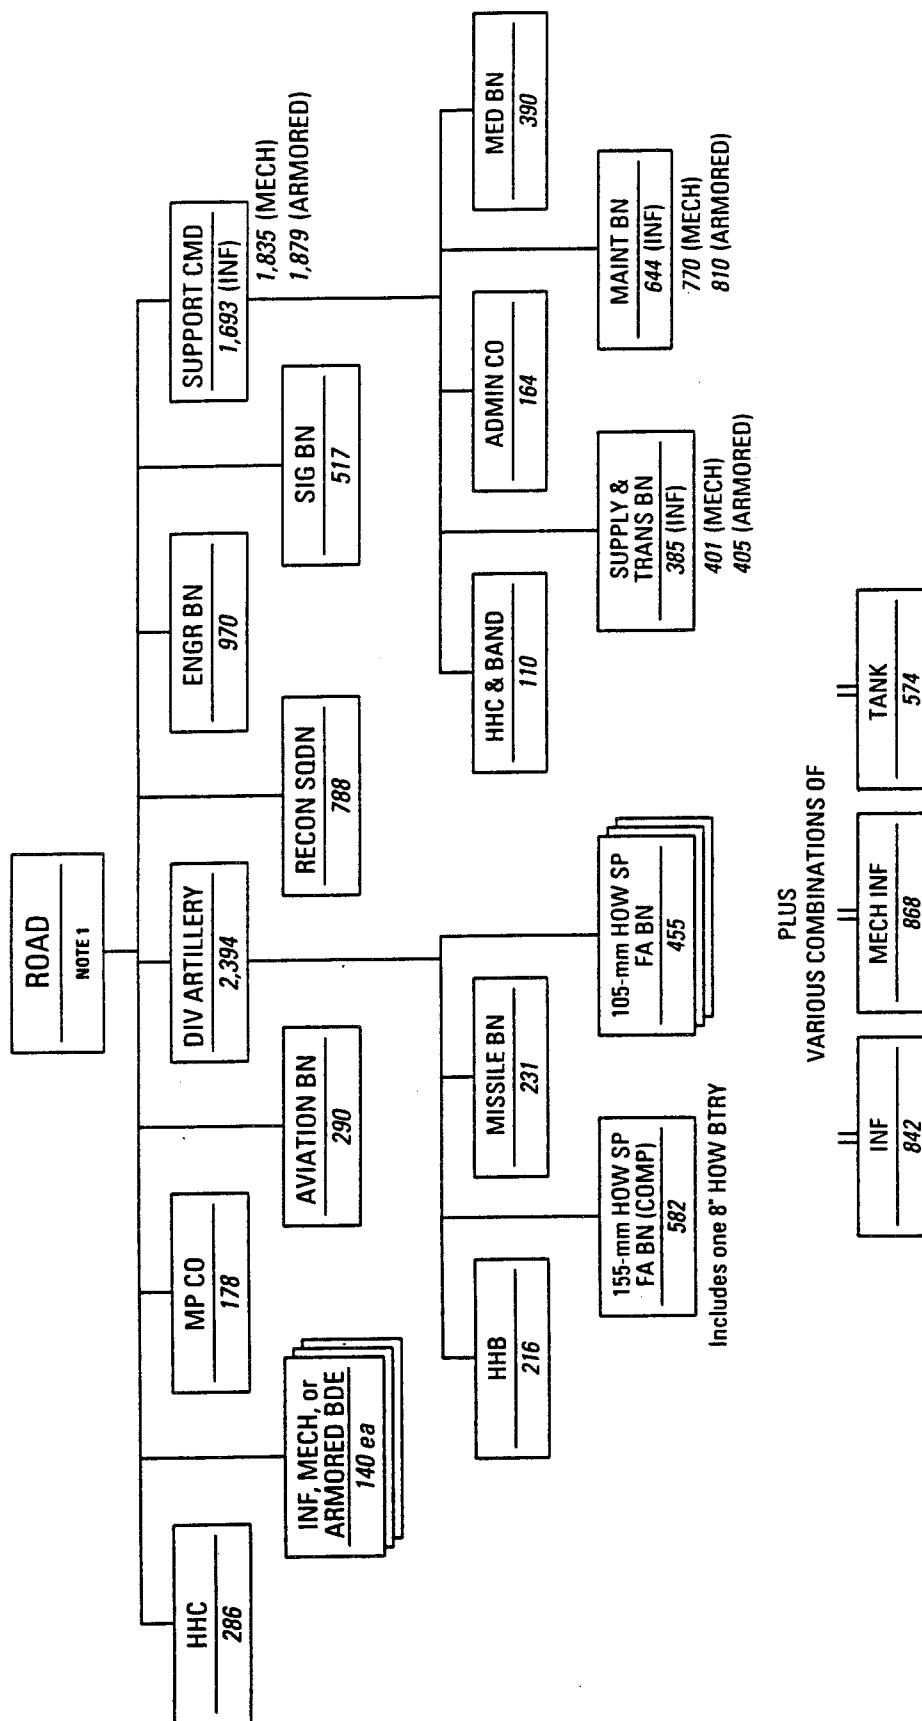 ROAD
NOTE 1
HHC
286
MP CO
178
DIV ARTILLERY
2,394
ENGR BN
970
SUPPORT CMD
1,693 (INF)
1,835 (MECH)
1,879 (ARMORED)
INF, MECH, or
ARMORED BDE
140 ea
AVIATION BN
290
RECON SQDN
788
SIG BN
517
HHB
216
MISSILE BN
231
HHC & BAND
110
ADMIN CO
164
MED BN
390
155-mm HOW SP
FA BN (COMP)
582
Includes one 8" HOW BTRY
105-mm HOW SP
FA BN
455
SUPPLY &
TRANS BN
385 (INF)
401 (MECH)
405 (ARMORED)
MAINT BN
644 (INF)
770 (MECH)
810 (ARMORED)
PLUS
VARIOUS COMBINATIONS OF
INF
842
MECH INF
868
TANK
574